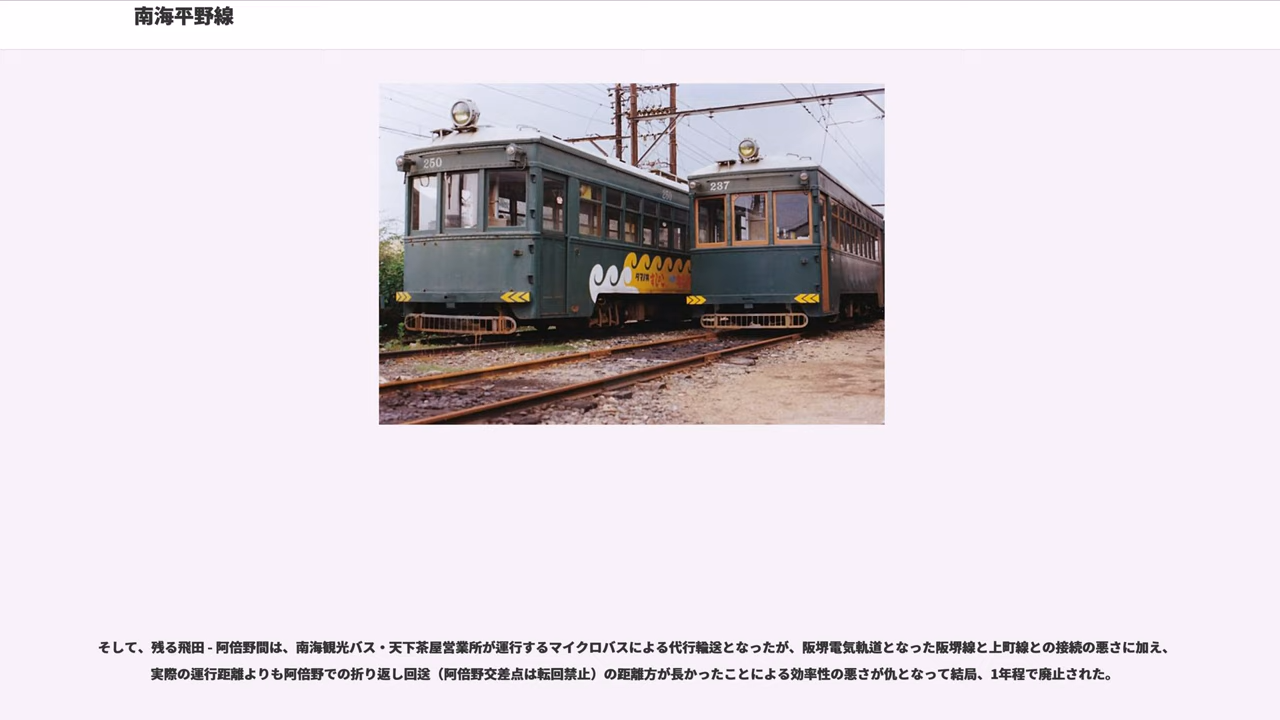 南海平野線
250
237
そして、残る飛田 - 阿倍野間は、南海観光バス・天下茶屋営業所が運行するマイクロバスによる代行輸送となったが、阪堺電気軌道となった阪堺線と上町線との接続の悪さに加え、
実際の運行距離よりも阿倍野での折り返し回送（阿倍野交差点は転回禁止）の距離方が長かったことによる効率性の悪さが仇となって結局、1年程で廃止された。